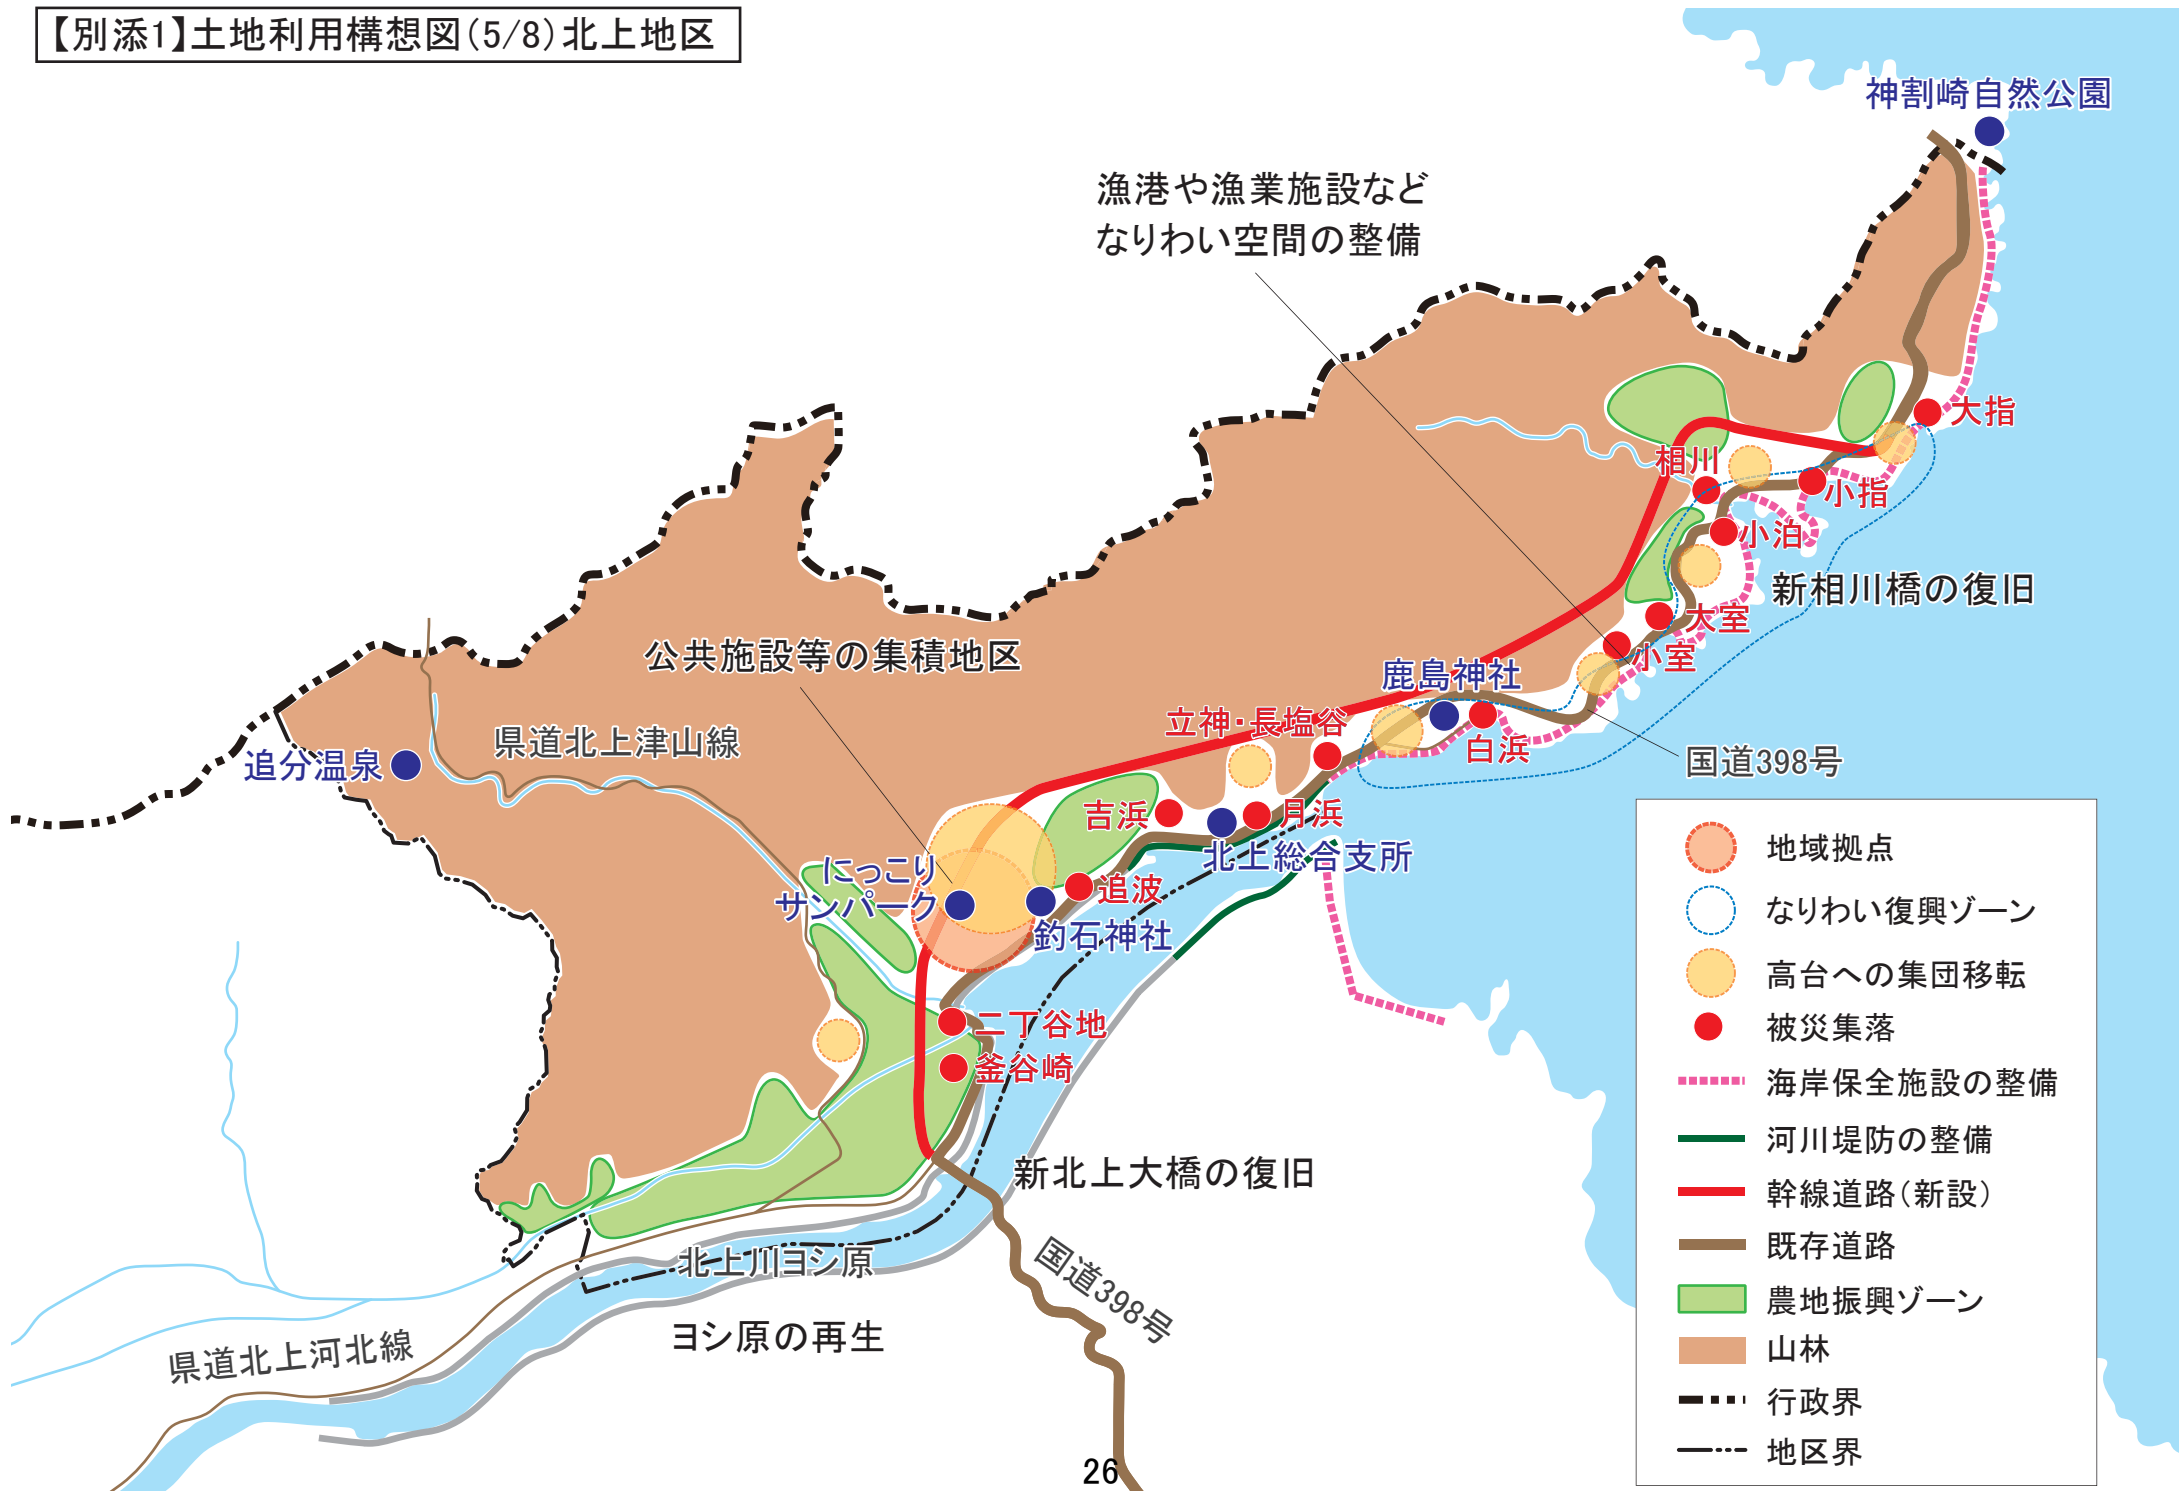 【別添1】土地利用構想図(5/8)北上地区
神割崎自然公園
漁港や漁業施設など
なりわい空間の整備
大指
相川
小指
小泊
新相川橋の復旧
大室
小室
公共施設等の集積地区
鹿島神社
立神・長塩谷
白浜
国道398号
県道北上津山線
追分温泉
吉浜
月浜
北上総合支所
にっこり
サンパーク
追波
釣石神社
二丁谷地
釜谷崎
新北上大橋の復旧
北上川ヨシ原
国道398号
ヨシ原の再生
県道北上河北線
地域拠点
なりわい復興ゾーン
高台への集団移転
被災集落
海岸保全施設の整備
河川堤防の整備
幹線道路(新設)
既存道路
農地振興ゾーン
山林
行政界
地区界
26